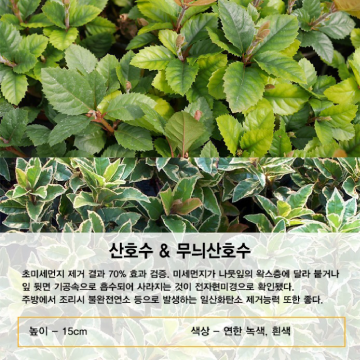 산호수 & 무늬산호수
초미세먼지 제거 결과 70% 효과 검증. 미세먼지가 나뭇잎의 왁스층에 달라 붙거나
잎 뒷면 기공속으로 흡수되어 사라지는 것이 전자현미경으로 확인됐다.
주방에서 조리시 불완전연소 등으로 발생하는 일산화탄소 제거능력 또한 좋다.
높이 - 15cm 색상 - 연한 녹색, 흰색